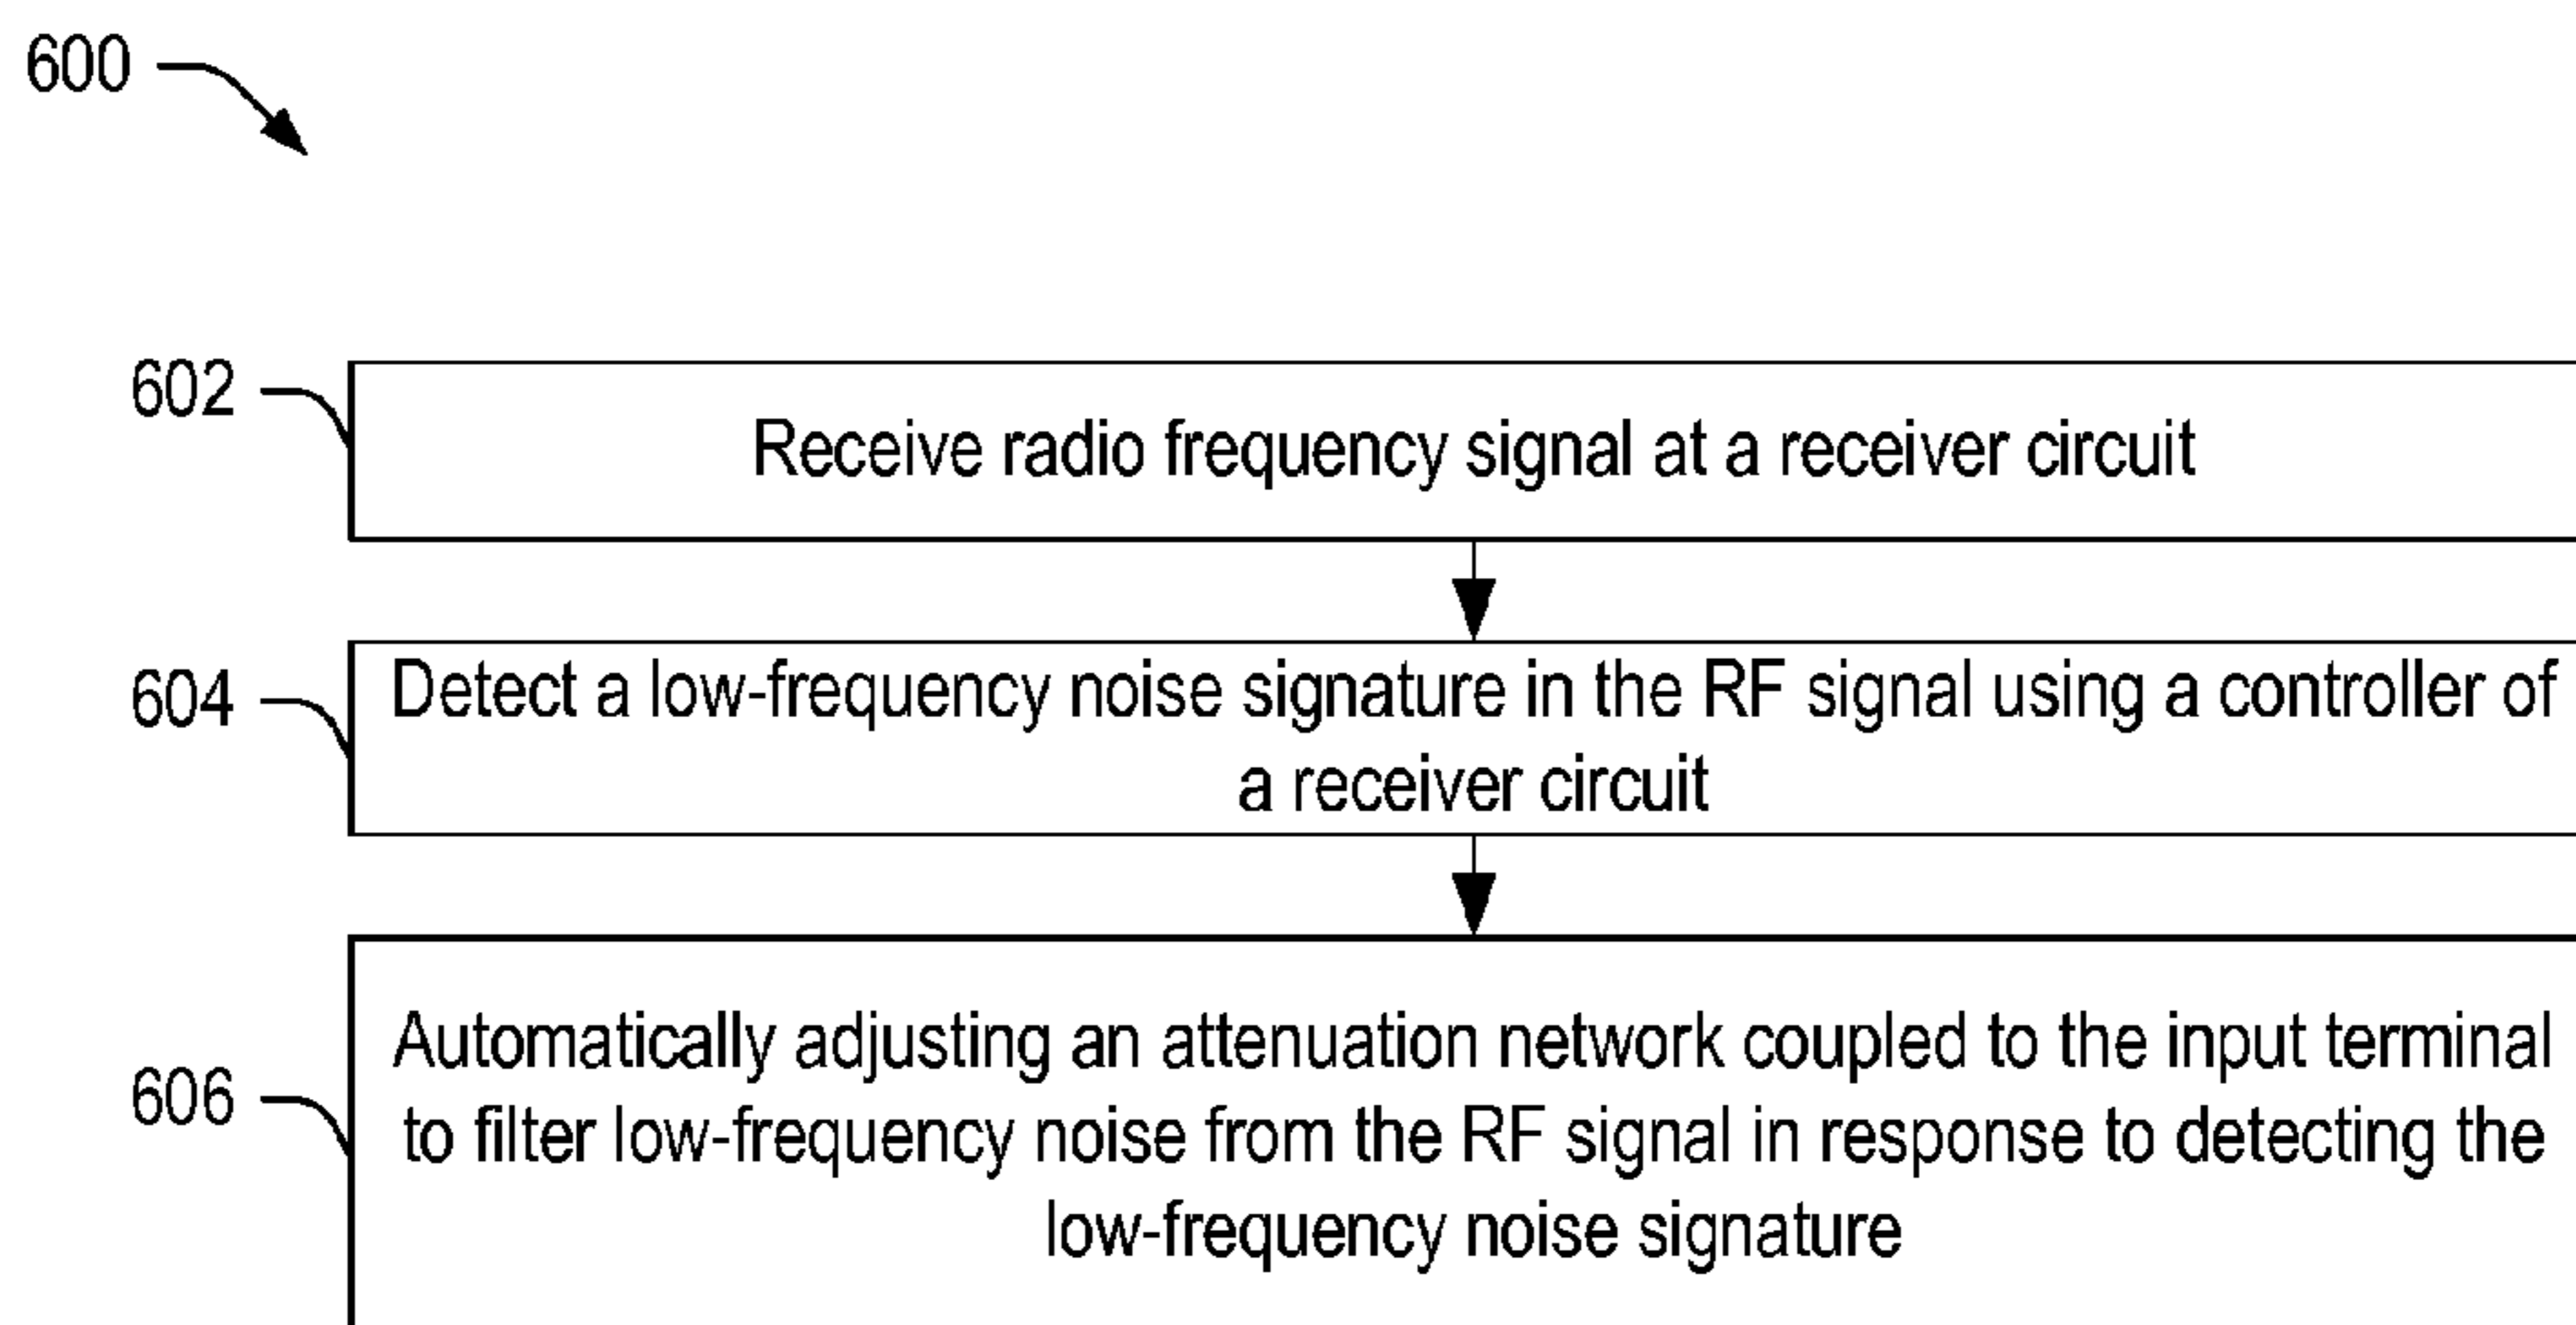 600
602
Receive radio frequency signal at a receiver circuit
604
Detect a low-frequency noise signature in the RF signal using a controller of
a receiver circuit
606
Automatically adjusting an attenuation network coupled to the input terminal
to filter low-frequency noise from the RF signal in response to detecting the
low-frequency noise signature